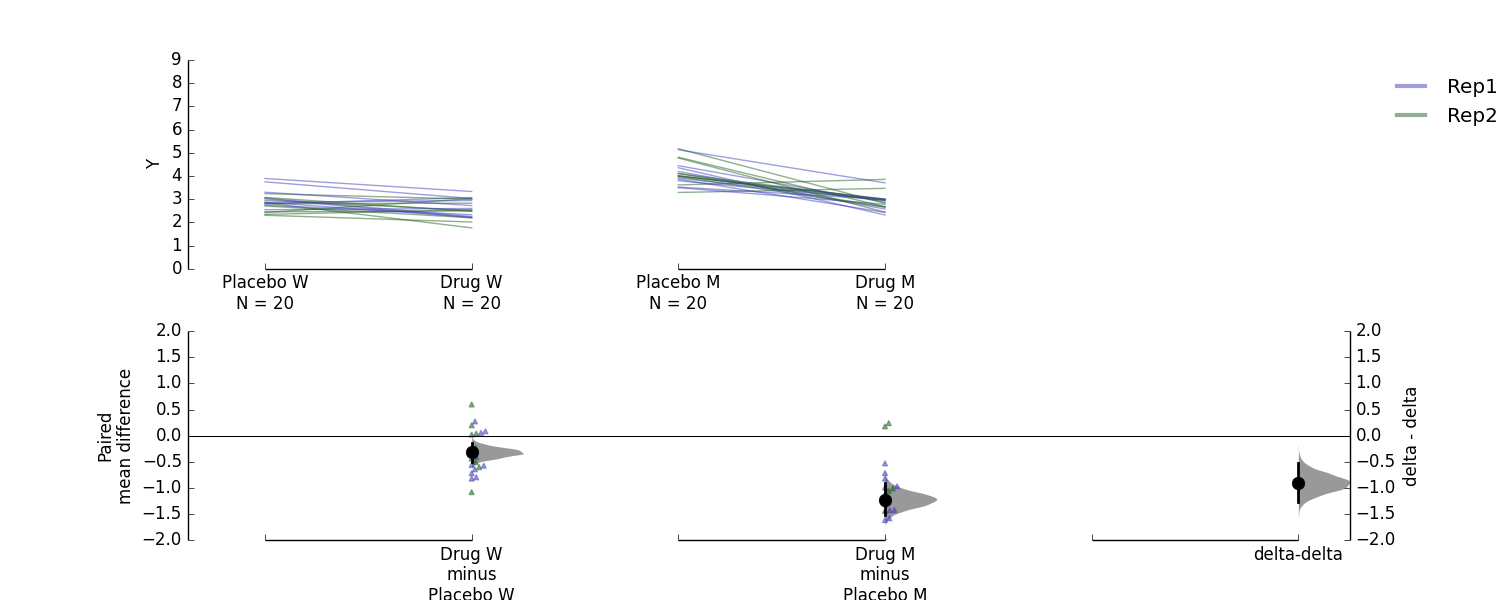 9
8
7
6
5
4
3
2
1
0
Y
Rep1
Rep2
Placebo W
N = 20
Drug W
N = 20
Placebo M
N = 20
Drug M
N = 20
2.0
1.5
1.0
0.5
0.0
−0.5
−1.0
−1.5
−2.0
Paired
mean difference
2.0
1.5
1.0
0.5
0.0
−0.5
−1.0
−1.5
−2.0
delta - delta
Drug W
minus
Placebo W
Drug M
minus
Placebo M
delta-delta